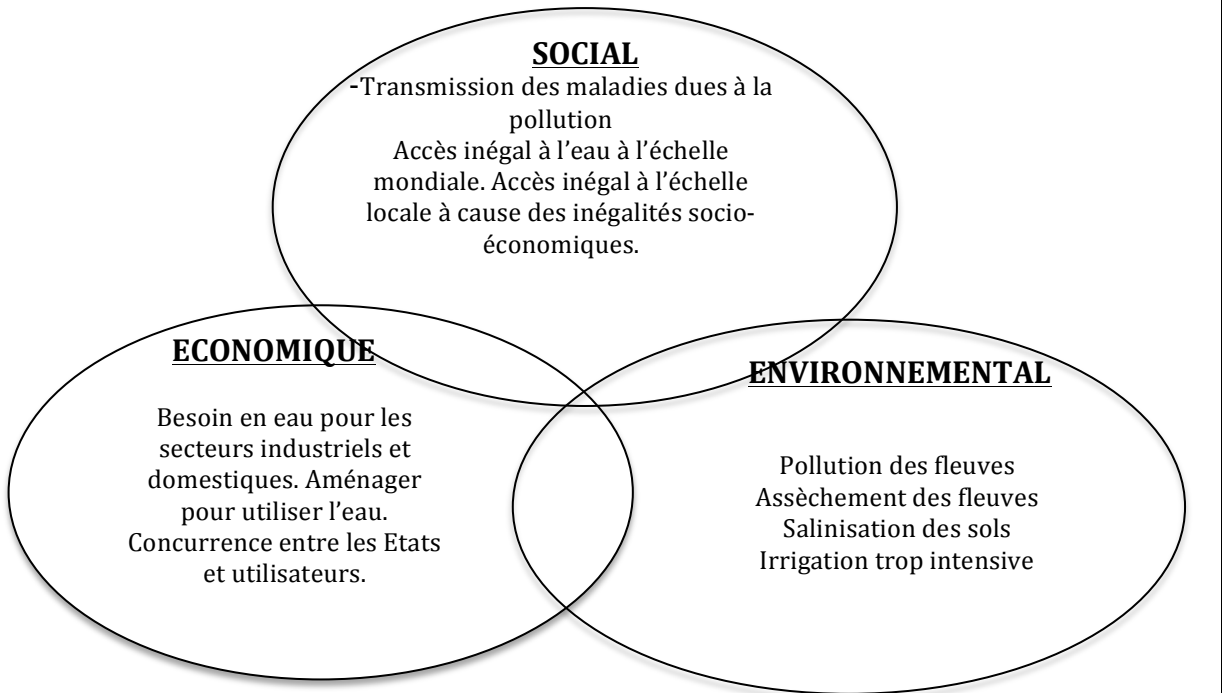 SOCIAL
-Transmission des maladies dues à la
pollution
Accès inégal à l’eau à l’échelle
mondiale. Accès inégal à l’échelle
locale à cause des inégalités socio-
économiques.
ECONOMIQUE
Besoin en eau pour les
secteurs industriels et
domestiques. Aménager
pour utiliser l’eau.
Concurrence entre les Etats
et utilisateurs.
ENVIRONNEMENTAL
Pollution des fleuves
Assèchement des fleuves
Salinisation des sols
Irrigation trop intensive